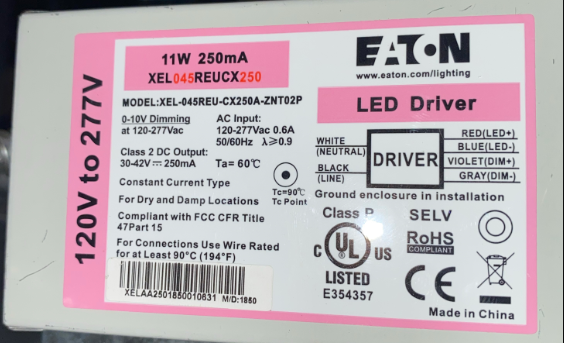 120V to 277V
11W 250mA
XEL045REUCX250
MODEL:XEL-045REU-CX250A-ZNT02P
0-10V Dimming
at 120-277Vac
AC Input:
120-277Vac 0.6A
50/60Hz λ≥0.9
Class 2 DC Output:
30-42V⎓250mA
Ta= 60℃
Constant Current Type
For Dry and Damp Locations
Tc=90℃
Tc Point
Compliant with FCC CFR Title
47Part 15
For Connections Use Wire Rated
for at Least 90°C (194°F)
XELAA2501850010631 M/D:1850
EATON
www.eaton.com/lighting
LED Driver
WHITE
(NEUTRAL)
BLACK
(LINE)
DRIVER
RED(LED+)
BLUE(LED-)
VIOLET(DIM+)
GRAY(DIM-)
Ground enclosure in installation
Class P
C UL US
LISTED
E354357
SELV
RoHS
COMPLIANT
CE
Made in China